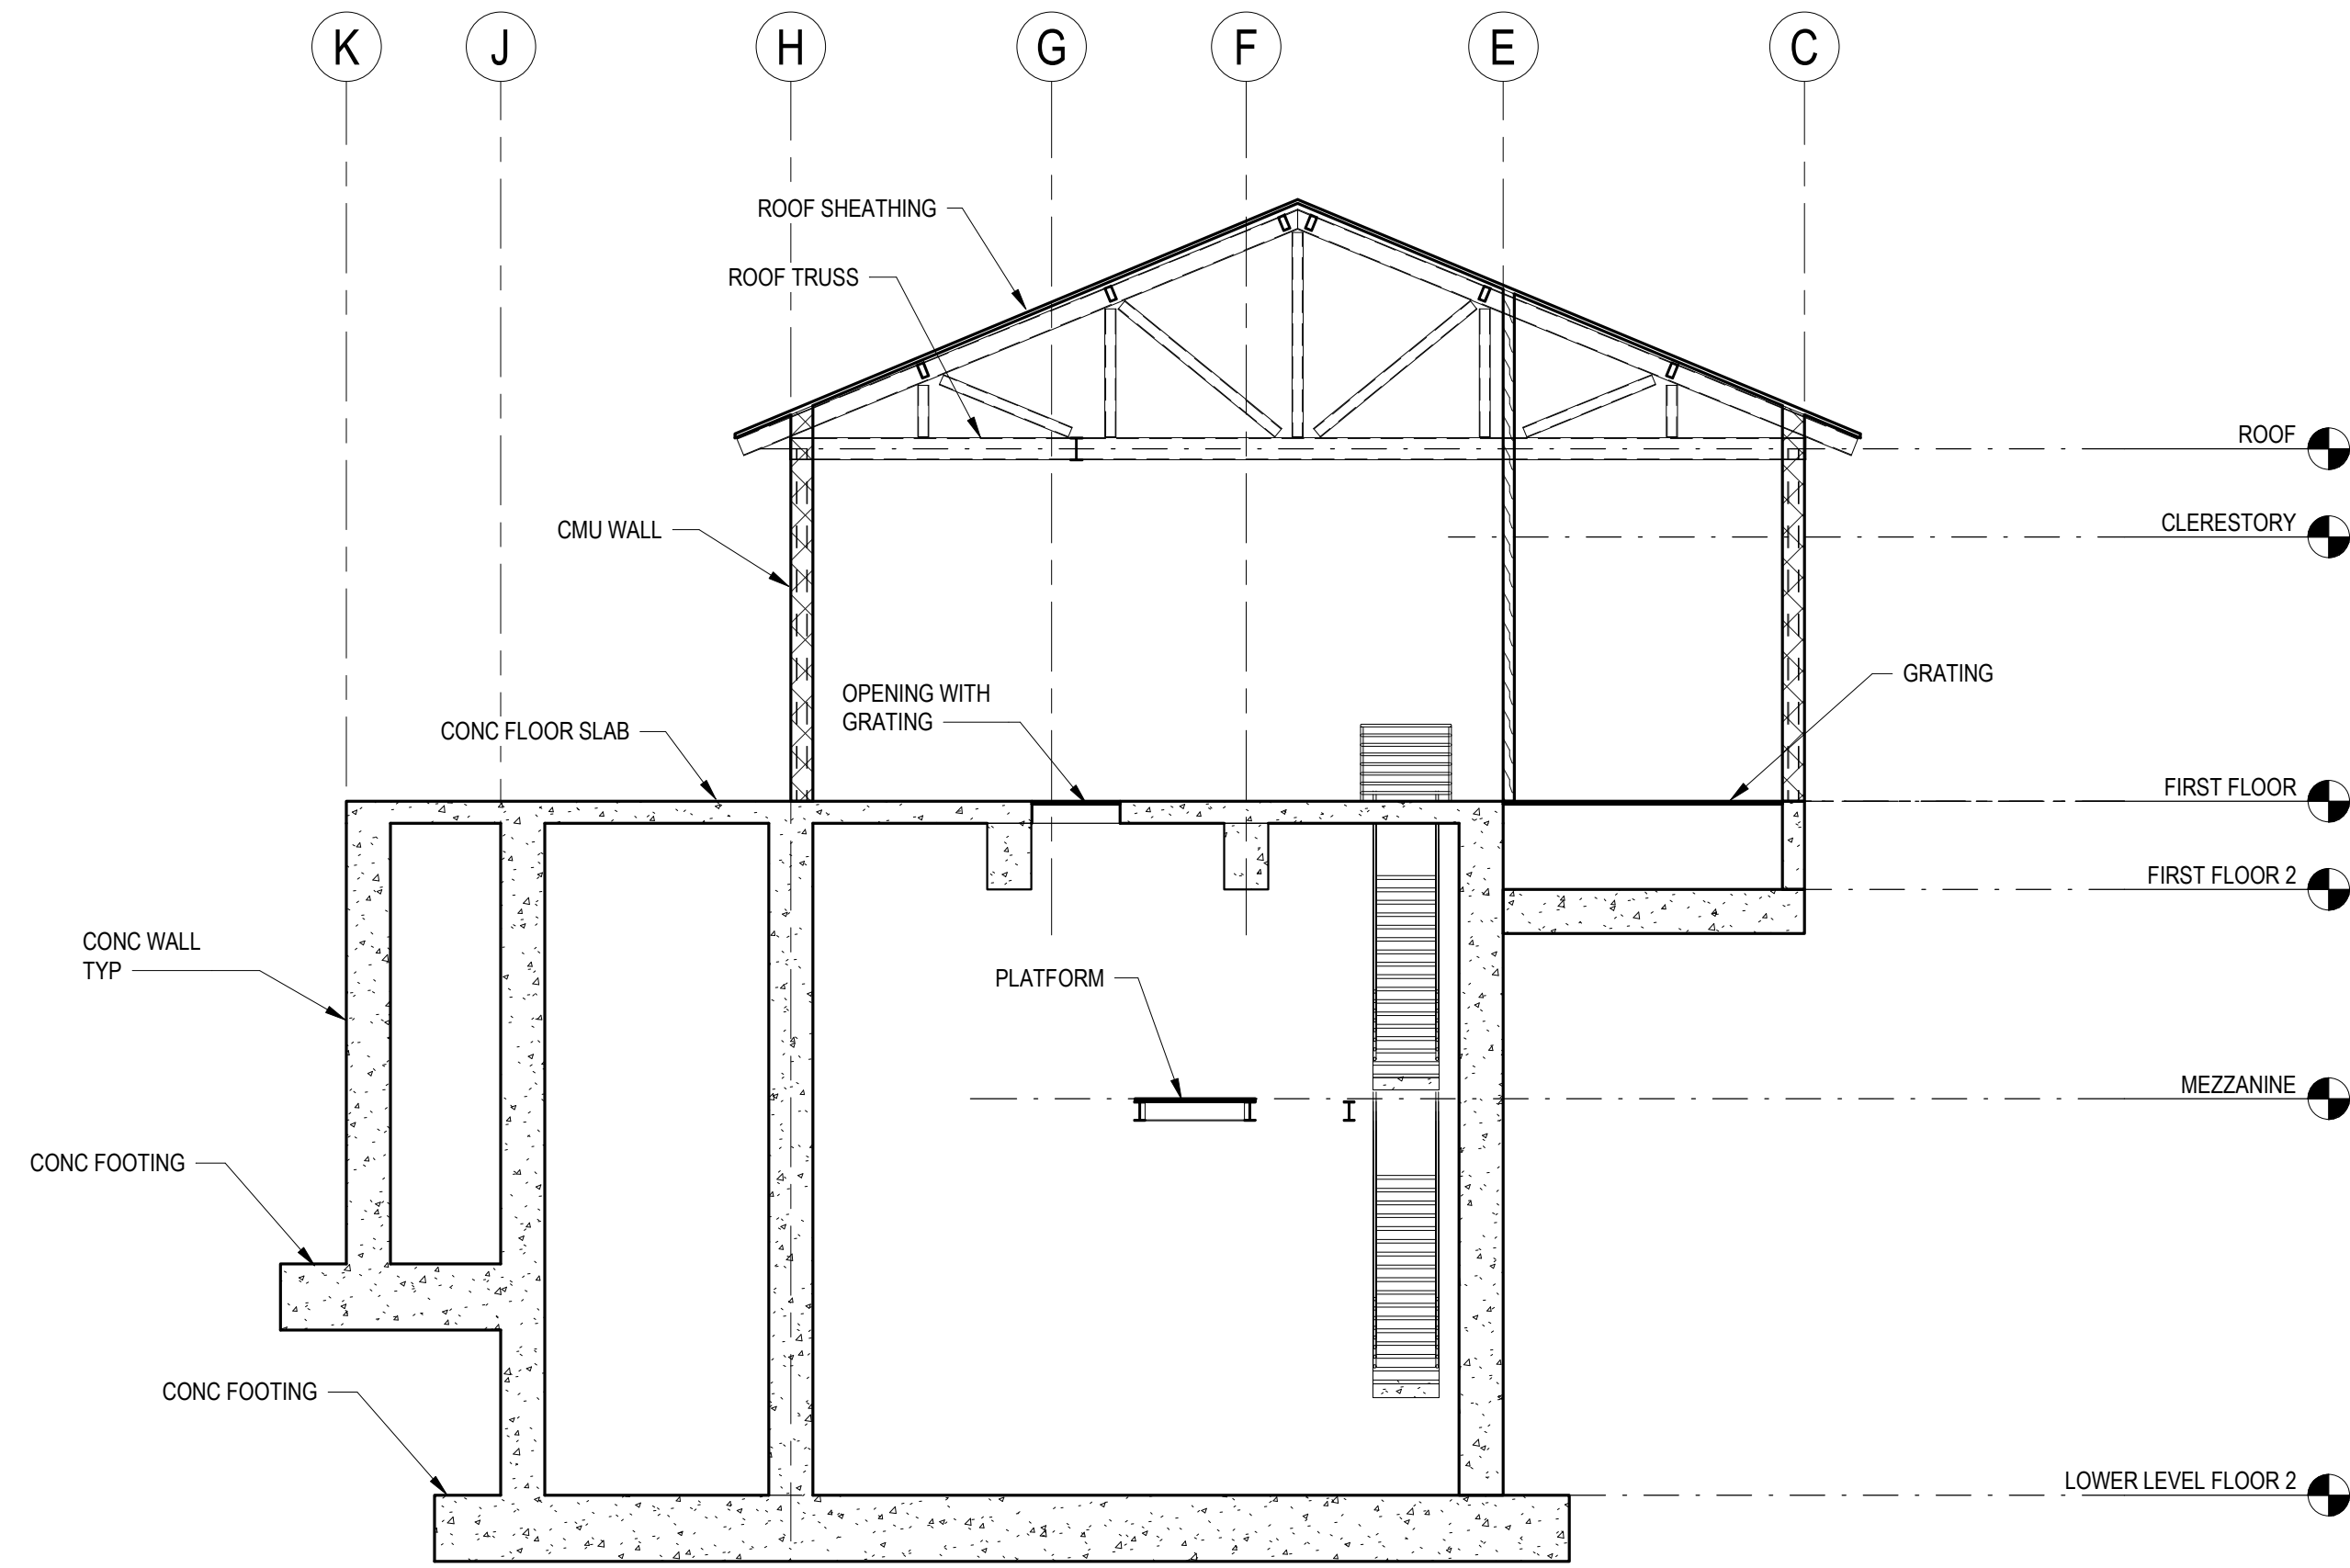 K J H G F E C
ROOF SHEATHING
ROOF TRUSS
ROOF
CMU WALL
CLERESTORY
OPENING WITH
GRATING
GRATING
CONC FLOOR SLAB
FIRST FLOOR
FIRST FLOOR 2
CONC WALL
TYP
PLATFORM
MEZZANINE
CONC FOOTING
CONC FOOTING
LOWER LEVEL FLOOR 2